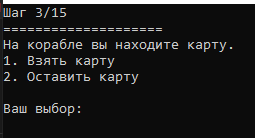 Шаг 3/15
====================
На корабле вы находите карту.
1. Взять карту
2. Оставить карту
Ваш выбор: